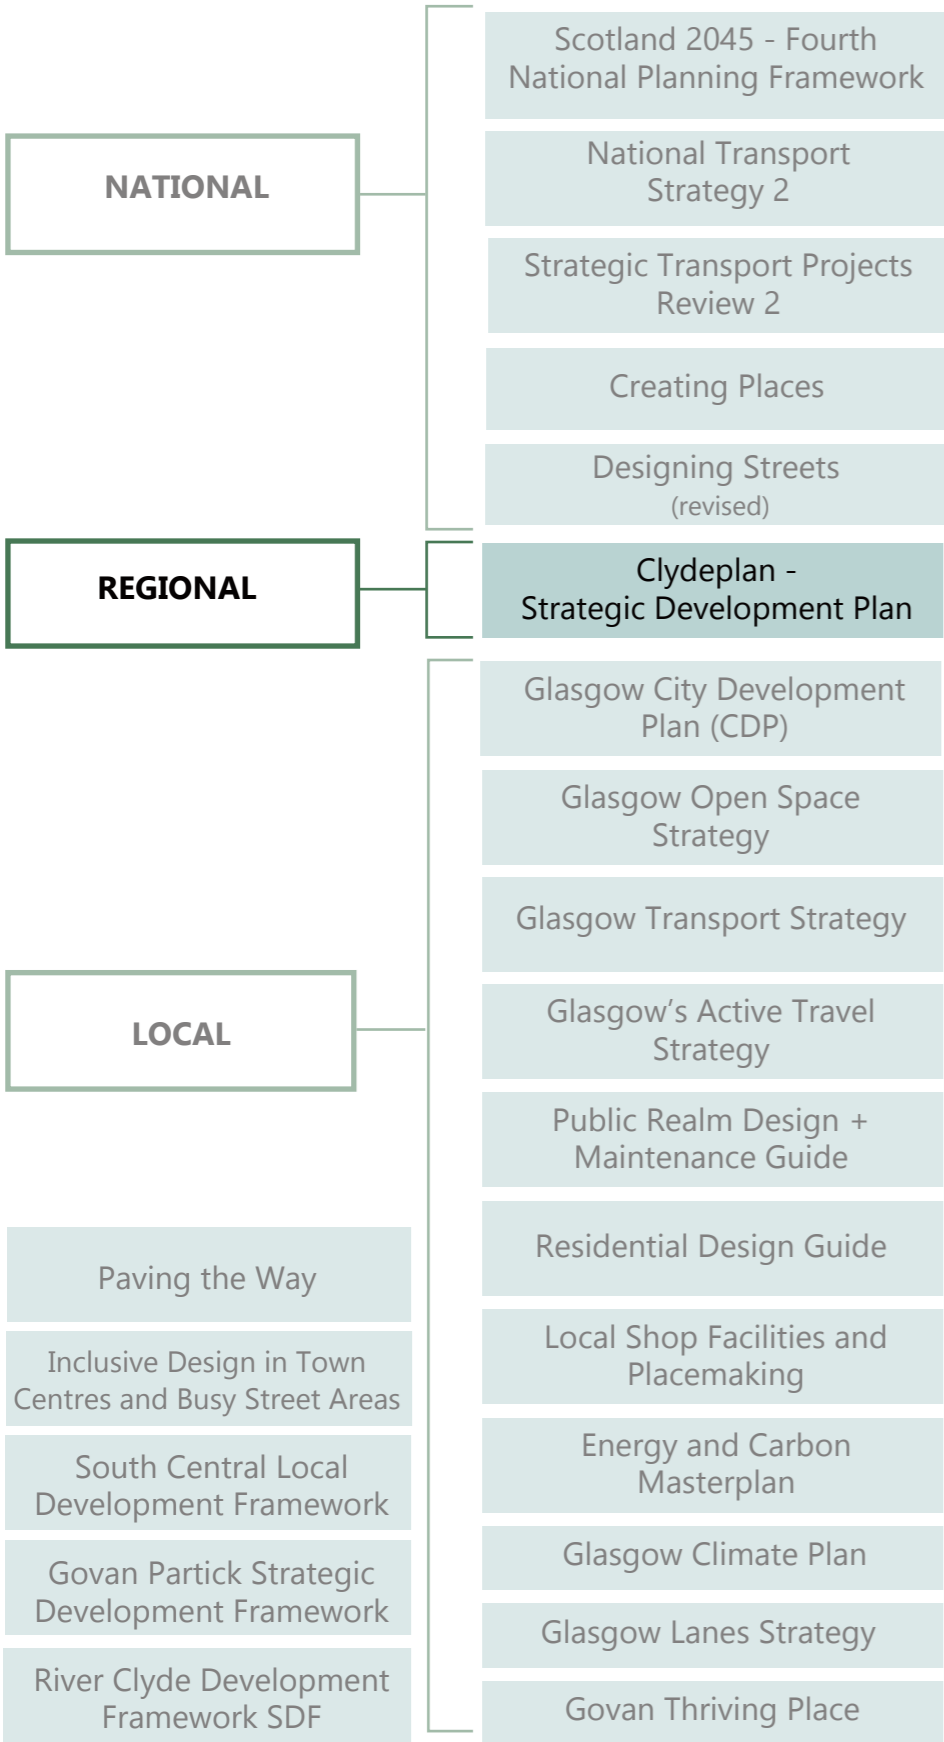 NATIONAL
Scotland 2045 - Fourth
National Planning Framework
National Transport
Strategy 2
Strategic Transport Projects
Review 2
Creating Places
Designing Streets
(revised)
REGIONAL
Clydeplan -
Strategic Development Plan
LOCAL
Glasgow City Development
Plan (CDP)
Glasgow Open Space
Strategy
Glasgow Transport Strategy
Glasgow’s Active Travel
Strategy
Public Realm Design +
Maintenance Guide
Residential Design Guide
Local Shop Facilities and
Placemaking
Energy and Carbon
Masterplan
Glasgow Climate Plan
Glasgow Lanes Strategy
Govan Thriving Place
Paving the Way
Inclusive Design in Town
Centres and Busy Street Areas
South Central Local
Development Framework
Govan Partick Strategic
Development Framework
River Clyde Development
Framework SDF